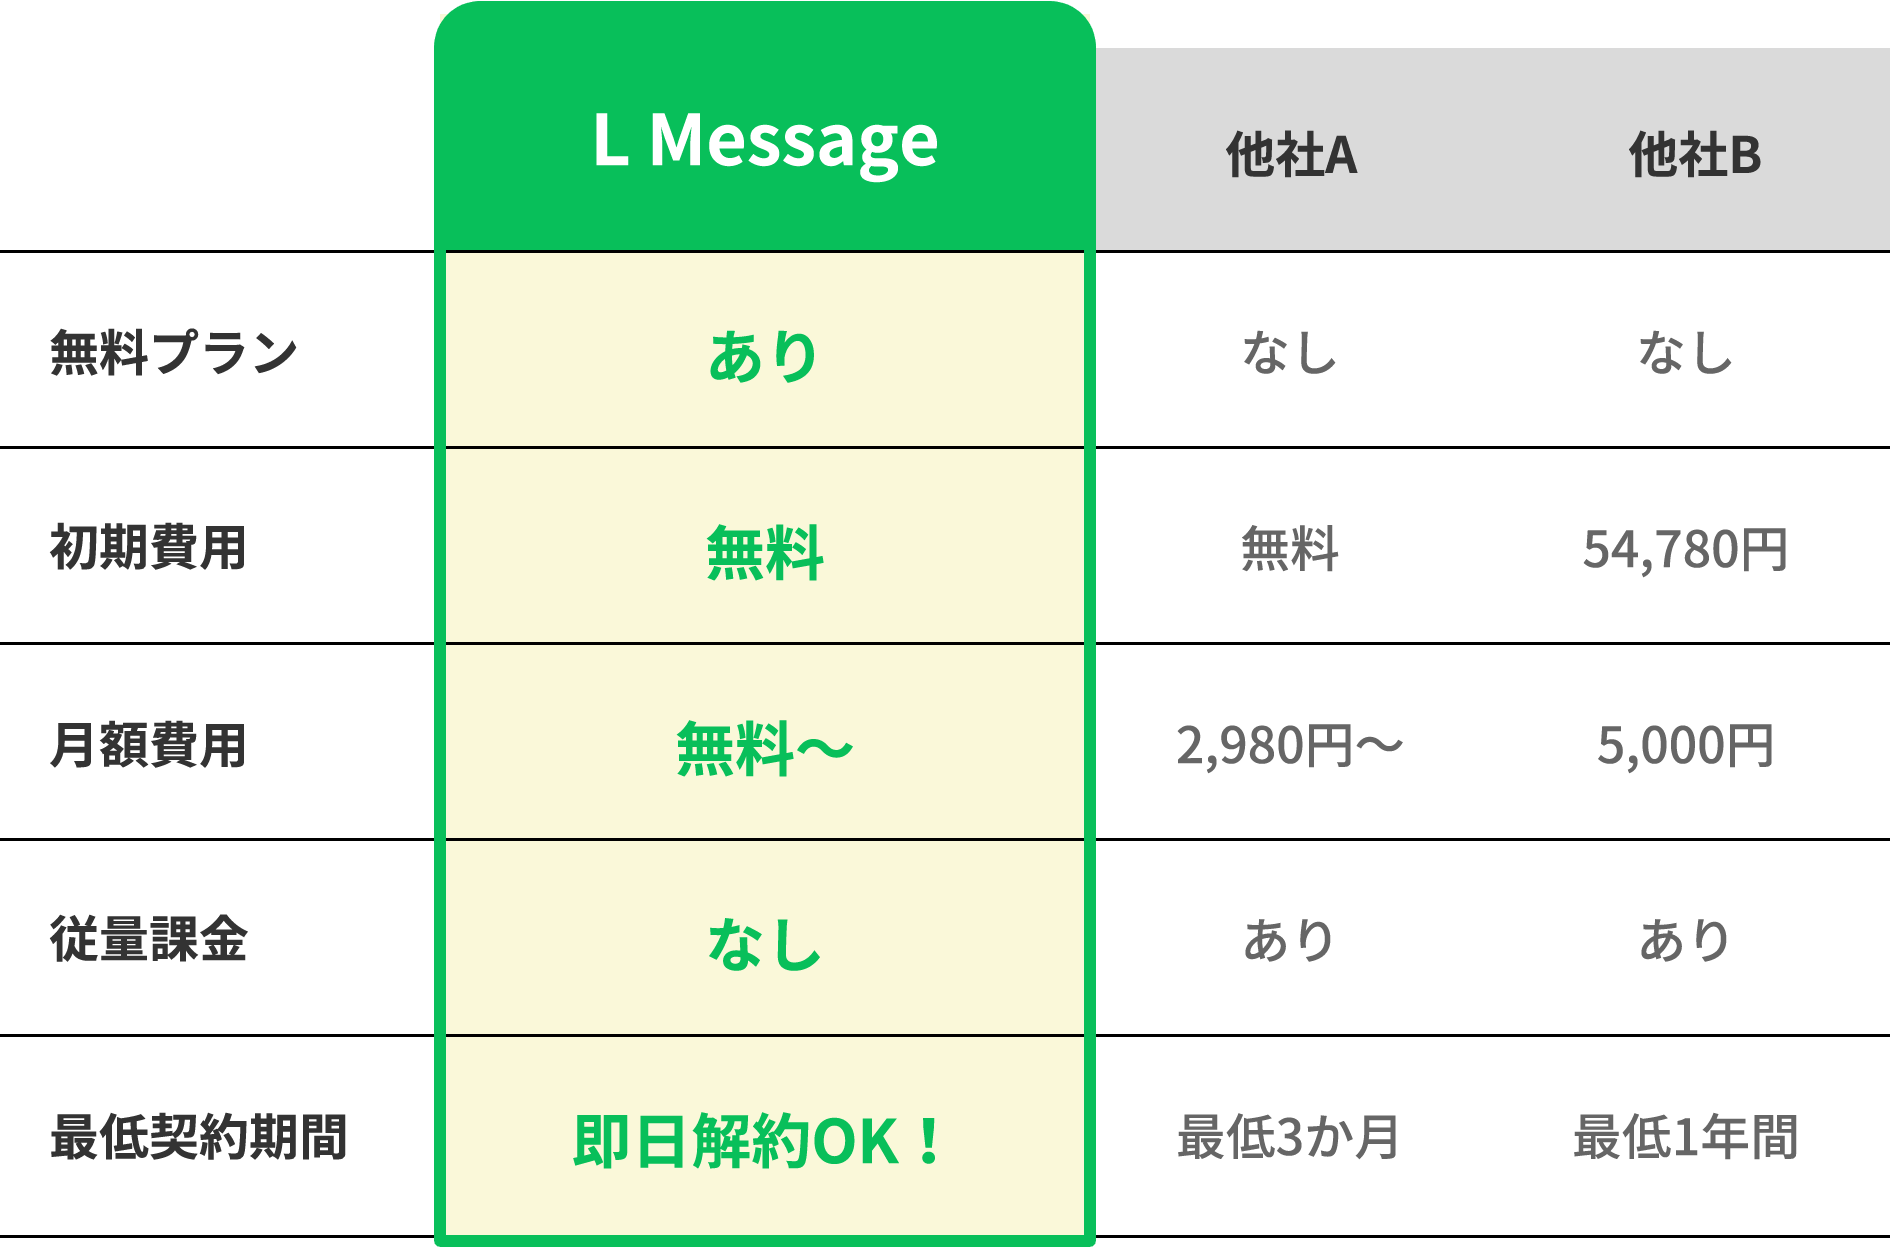 L Message 他社A 他社B
無料プラン あり なし なし
初期費用 無料 無料 54,780円
月額費用 無料〜 2,980円〜 5,000円
従量課金 なし あり あり
最低契約期間 即日解約OK！ 最低3か月 最低1年間